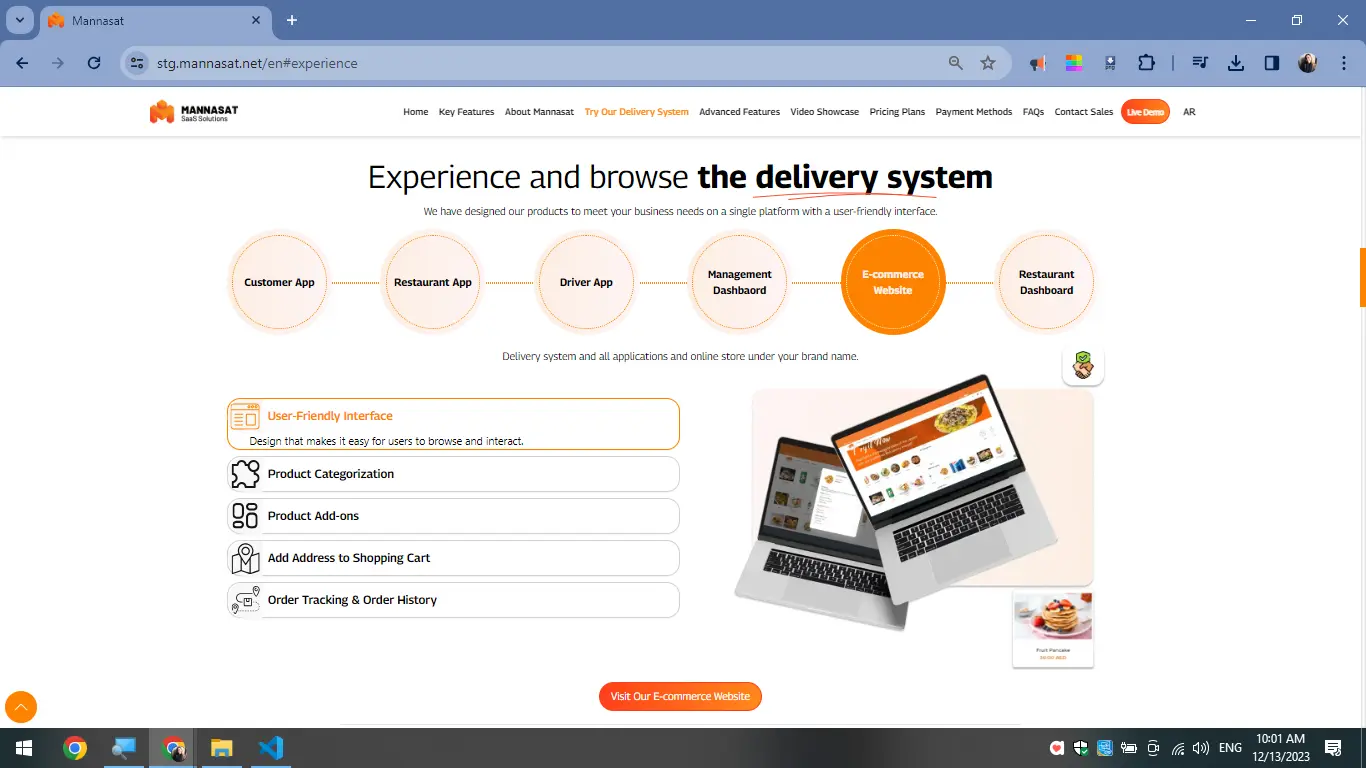 Mannasat
stg.mannasat.net/en#experience
MANNASAT
SaaS Solutions
Home Key Features About Mannasat Try Our Delivery System Advanced Features Video Showcase Pricing Plans Payment Methods FAQs Contact Sales Live Demo AR
Experience and browse the delivery system
We have designed our products to meet your business needs on a single platform with a user-friendly interface.
Customer App
Restaurant App
Driver App
Management
Dashbaord
E-commerce
Website
Restaurant
Dashboard
Delivery system and all applications and online store under your brand name.
User-Friendly Interface
Design that makes it easy for users to browse and interact.
Product Categorization
Product Add-ons
Add Address to Shopping Cart
Order Tracking & Order History
Fruit Pancake
Visit Our E-commerce Website
ENG
10:01 AM
12/13/2023